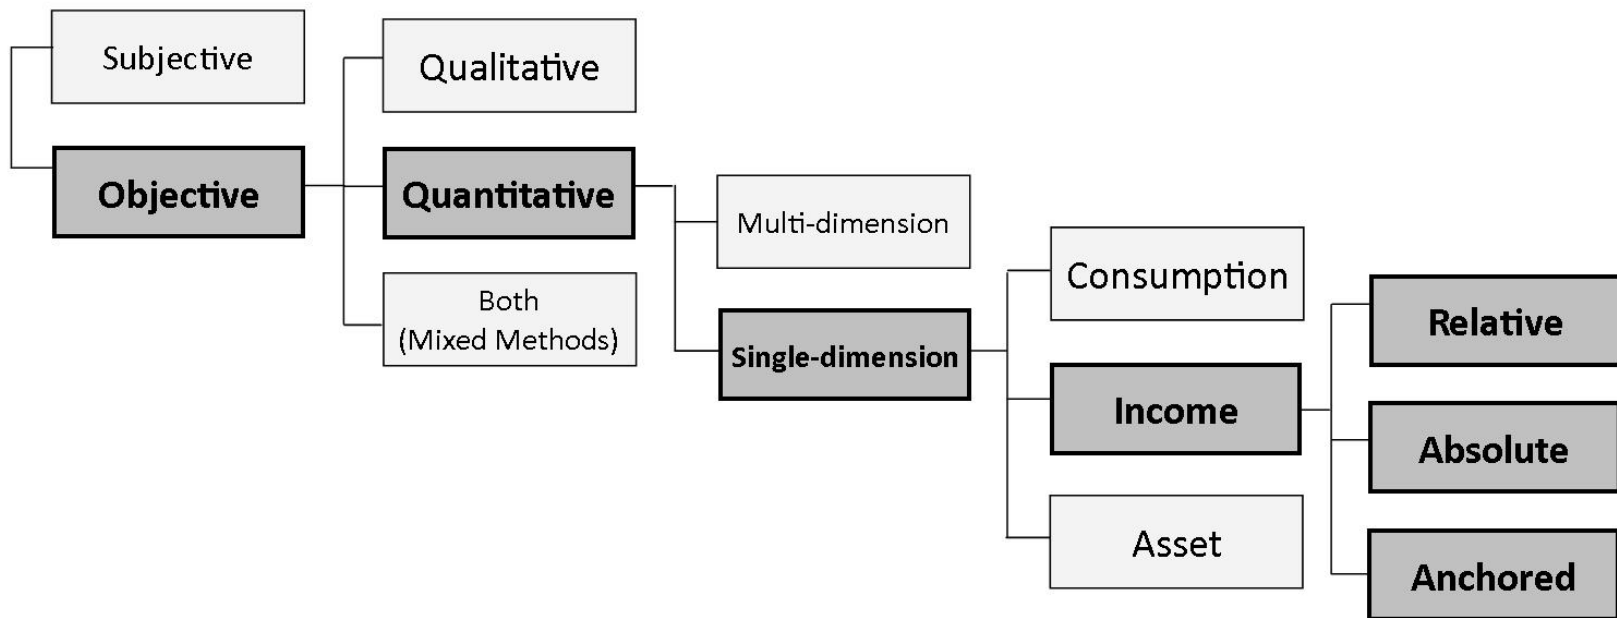 Subjective
Objective
Qualitative
Quantitative
Both
(Mixed Methods)
Multi-dimension
Single-dimension
Consumption
Income
Asset
Relative
Absolute
Anchored